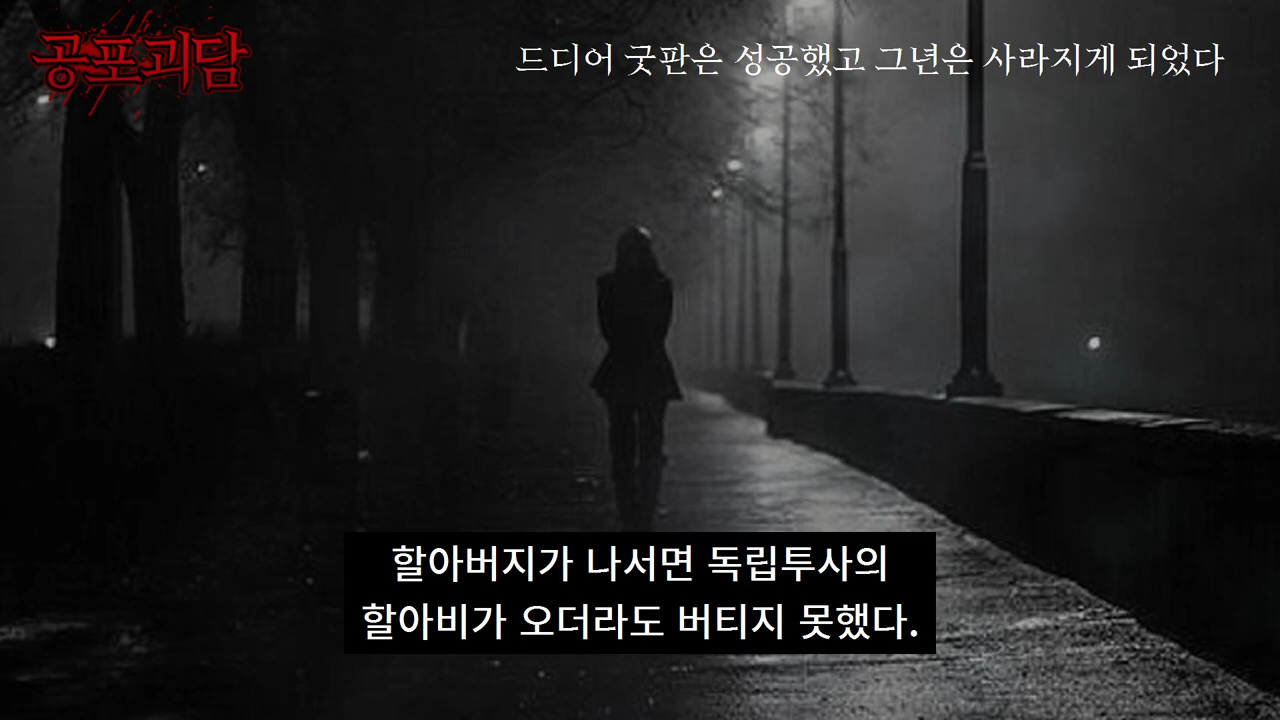 공포괴담
드디어 굿판은 성공했고 그년은 사라지게 되었다
할아버지가 나서면 독립투사의
할아비가 오더라도 버티지 못했다.